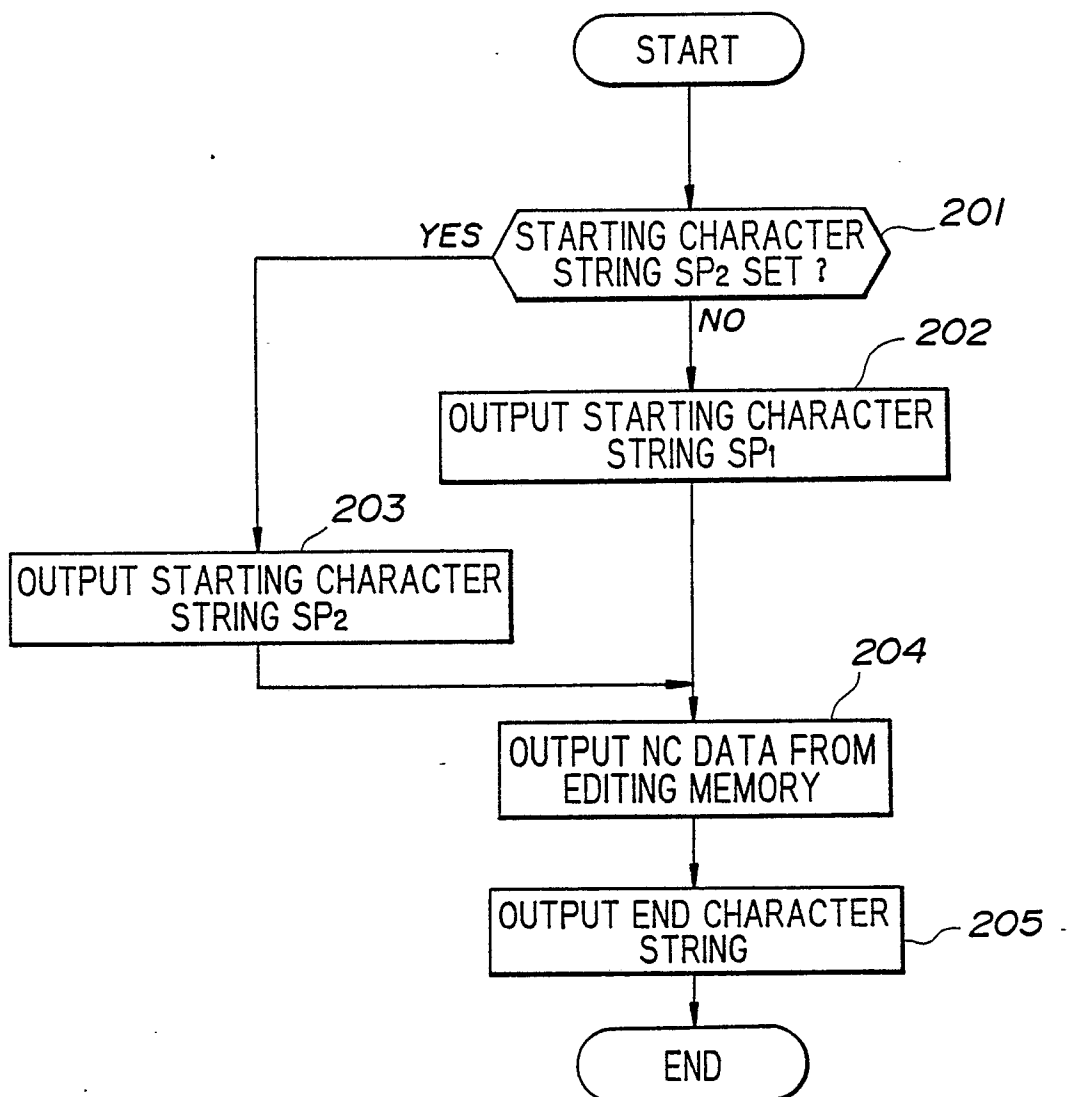 START
201
YES
STARTING CHARACTER
STRING SP2 SET ?
NO
202
OUTPUT STARTING CHARACTER
STRING SP1
203
OUTPUT STARTING CHARACTER
STRING SP2
204
OUTPUT NC DATA FROM
EDITING MEMORY
OUTPUT END CHARACTER
STRING
205
END